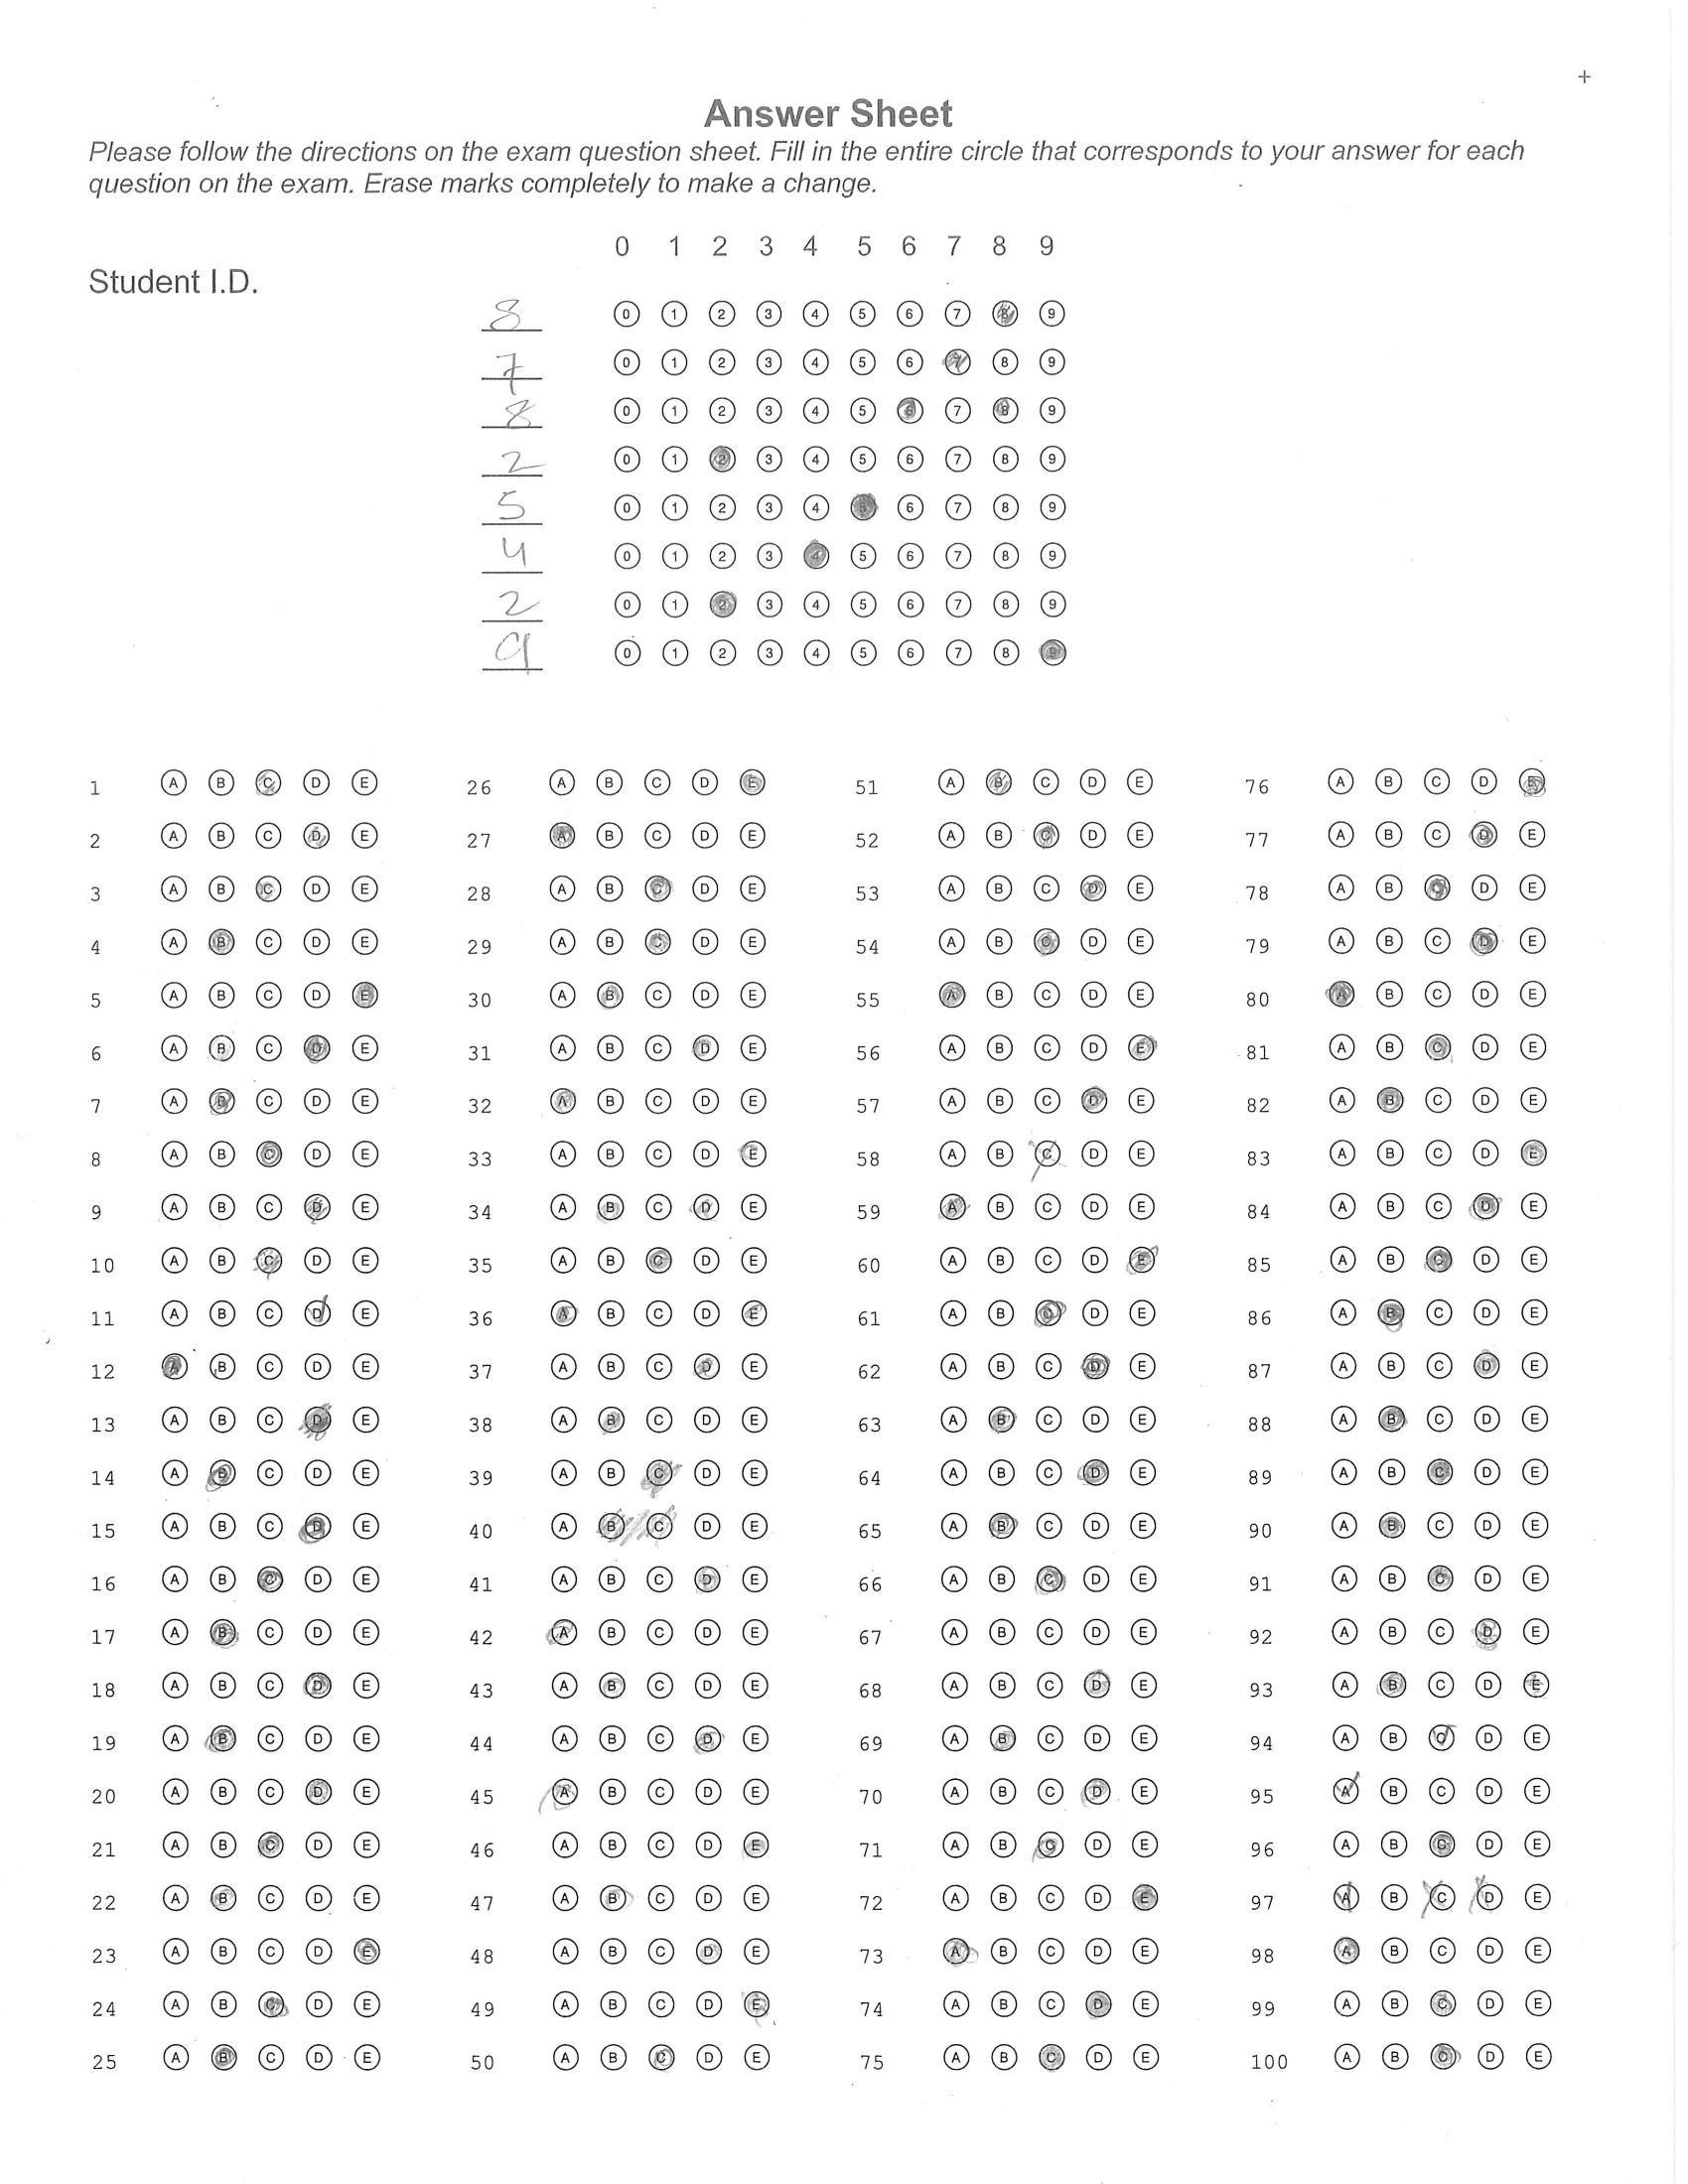 +
Answer Sheet
Please follow the directions on the exam question sheet. Fill in the entire circle that corresponds to your answer for each
question on the exam. Erase marks completely to make a change.
0 1 2 3 4 5 6 7 8 9
Student I.D.
8 0 1 2 3 4 5 6 7 8 9
7 0 1 2 3 4 5 6 7 8 9
8 0 1 2 3 4 5 6 7 8 9
2 0 1 2 3 4 5 6 7 8 9
5 0 1 2 3 4 5 6 7 8 9
4 0 1 2 3 4 5 6 7 8 9
2 0 1 2 3 4 5 6 7 8 9
9 0 1 2 3 4 5 6 7 8 9
1 A B C D E 26 A B C D E 51 A B C D E 76 A B C D E
2 A B C D E 27 A B C D E 52 A B C D E 77 A B C D E
3 A B C D E 28 A B C D E 53 A B C D E 78 A B C D E
4 A B C D E 29 A B C D E 54 A B C D E 79 A B C D E
5 A B C D E 30 A B C D E 55 A B C D E 80 A B C D E
6 A B C D E 31 A B C D E 56 A B C D E 81 A B C D E
7 A B C D E 32 A B C D E 57 A B C D E 82 A B C D E
8 A B C D E 33 A B C D E 58 A B C D E 83 A B C D E
9 A B C D E 34 A B C D E 59 A B C D E 84 A B C D E
10 A B C D E 35 A B C D E 60 A B C D E 85 A B C D E
11 A B C D E 36 A B C D E 61 A B C D E 86 A B C D E
12 A B C D E 37 A B C D E 62 A B C D E 87 A B C D E
13 A B C D E 38 A B C D E 63 A B C D E 88 A B C D E
14 A B C D E 39 A B C D E 64 A B C D E 89 A B C D E
15 A B C D E 40 A B C D E 65 A B C D E 90 A B C D E
16 A B C D E 41 A B C D E 66 A B C D E 91 A B C D E
17 A B C D E 42 A B C D E 67 A B C D E 92 A B C D E
18 A B C D E 43 A B C D E 68 A B C D E 93 A B C D E
19 A B C D E 44 A B C D E 69 A B C D E 94 A B C D E
20 A B C D E 45 A B C D E 70 A B C D E 95 A B C D E
21 A B C D E 46 A B C D E 71 A B C D E 96 A B C D E
22 A B C D E 47 A B C D E 72 A B C D E 97 A B C D E
23 A B C D E 48 A B C D E 73 A B C D E 98 A B C D E
24 A B C D E 49 A B C D E 74 A B C D E 99 A B C D E
25 A B C D E 50 A B C D E 75 A B C D E 100 A B C D E